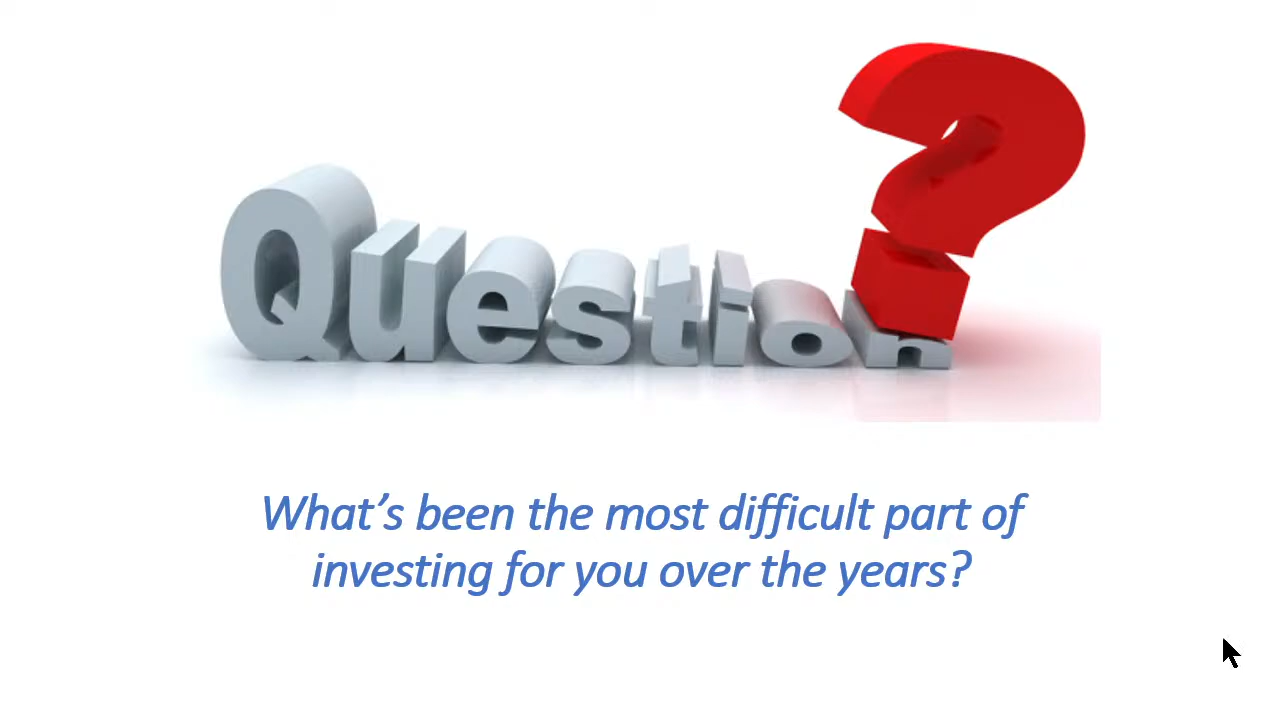 Question?
What's been the most difficult part of
investing for you over the years?